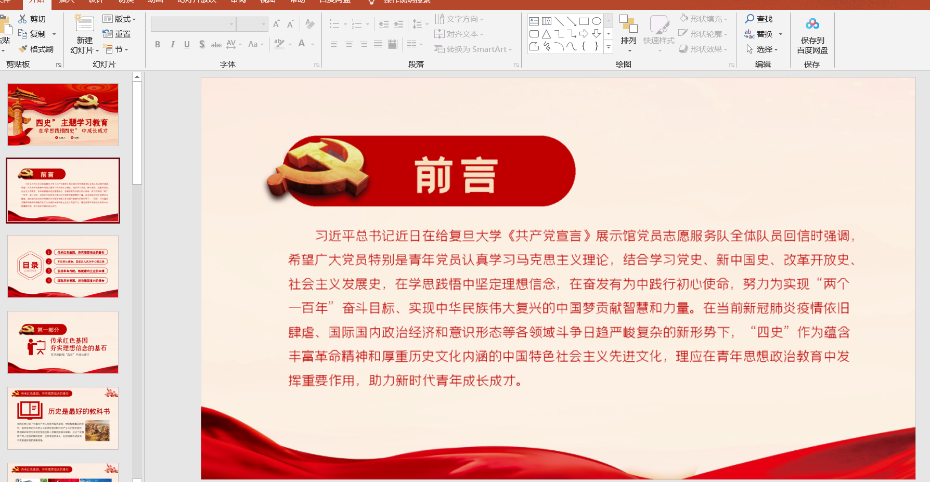 剪切
版式
复制
重置
新建
幻灯片
格式刷
节
剪贴板
幻灯片
字体
文字方向
对齐文本
转换为 SmartArt
段落
排列
快速样式
形状填充
形状轮廓
形状效果
绘图
查找
替换
选择
编辑
保存到
百度网盘
保存
四史”主题学习教育
前言
目录
第一部分
传承红色基因
夯实理想信念的基石
历史是最好的教科书
前言
习近平总书记近日在给复旦大学《共产党宣言》展示馆党员志愿服务队全体队员回信时强调,
希望广大党员特别是青年党员认真学习马克思主义理论,结合学习党史、新中国史、改革开放史、
社会主义发展史,在学思践悟中坚定理想信念,在奋发有为中践行初心使命,努力为实现“两个
一百年”奋斗目标、实现中华民族伟大复兴的中国梦贡献智慧和力量。在当前新冠肺炎疫情依旧
肆虐、国际国内政治经济和意识形态等各领域斗争日趋严峻复杂的新形势下,“四史”作为蕴含
丰富革命精神和厚重历史文化内涵的中国特色社会主义先进文化,理应在青年思想政治教育中发
挥重要作用,助力新时代青年成长成才。